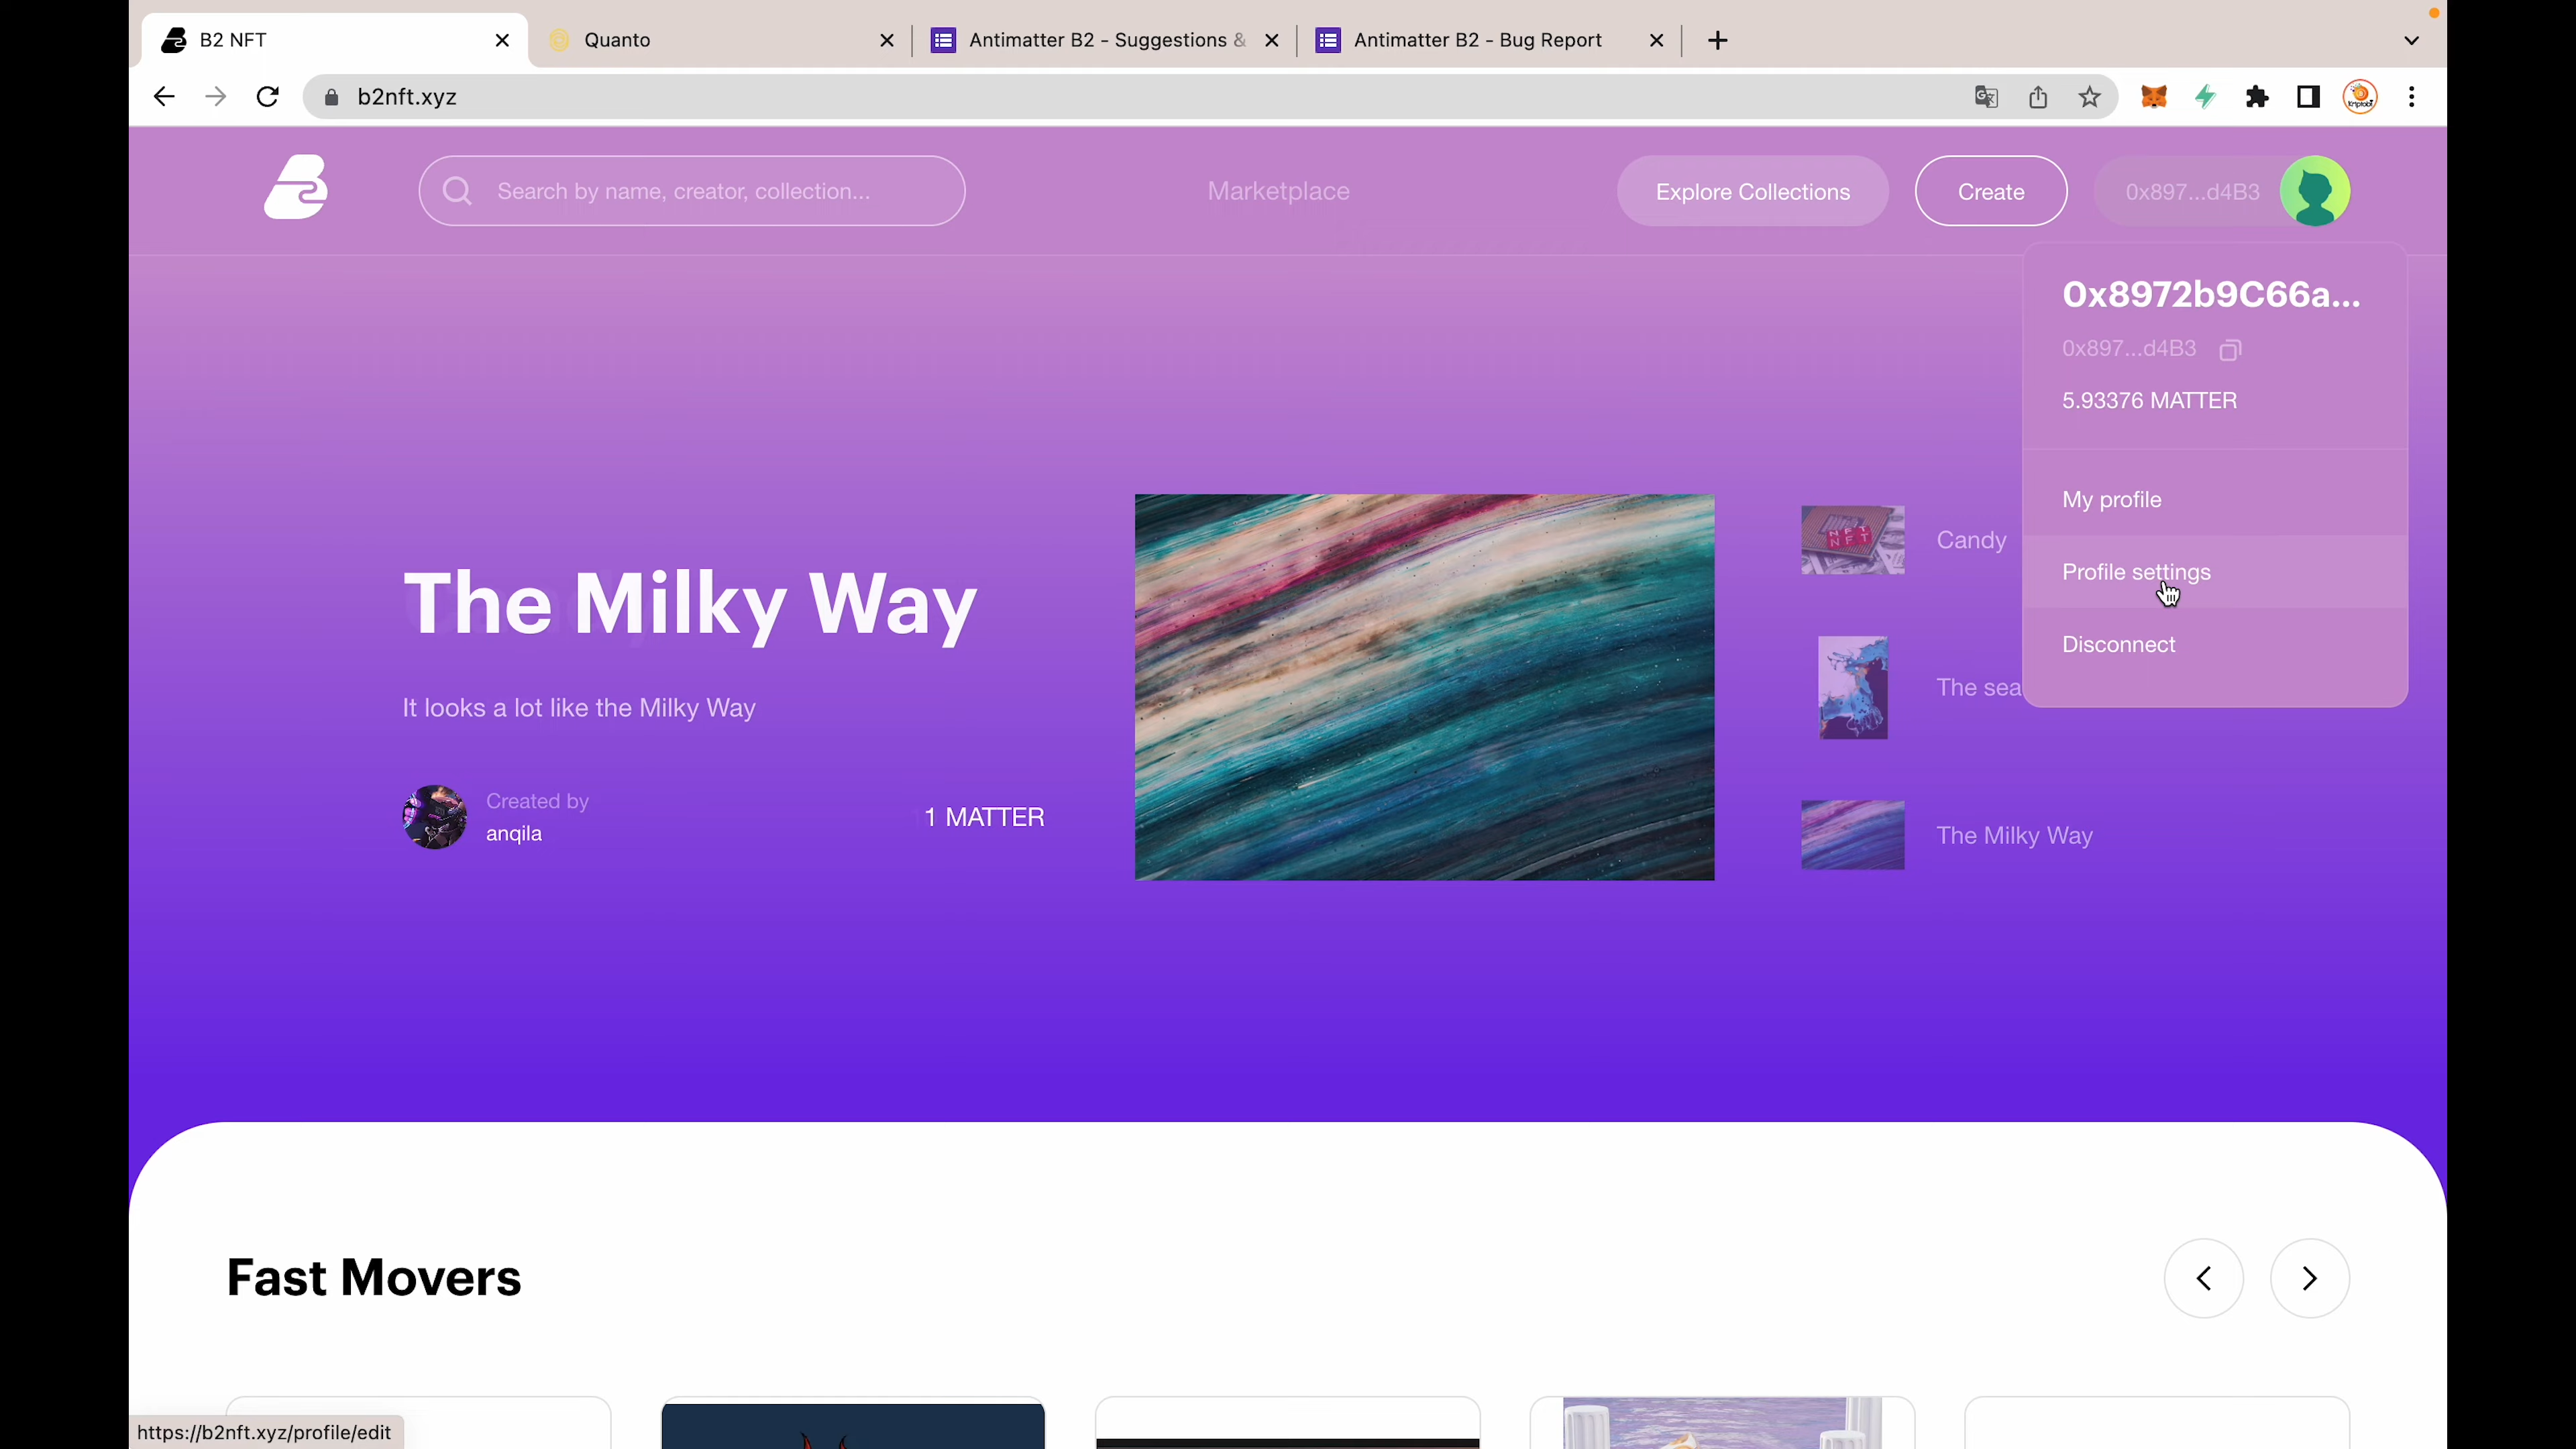 B2 NFT
Quanto
Antimatter B2 - Suggestions &
Antimatter B2 - Bug Report
b2nft.xyz
Search by name, creator, collection...
Marketplace
Explore Collections
Create
0x897...d4B3
0x8972b9C66a...
0x897...d4B3
5.93376 MATTER
My profile
Profile settings
Disconnect
The Milky Way
It looks a lot like the Milky Way
Created by
anqila
1 MATTER
Candy
The sea
The Milky Way
Fast Movers
https://b2nft.xyz/profile/edit